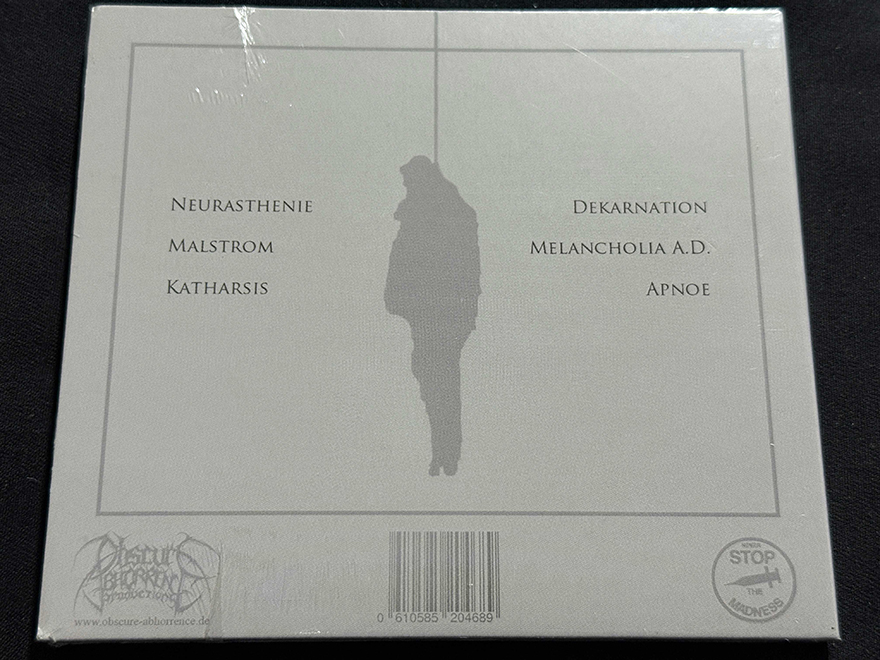 Neurasthenie
Malstrom
Katharsis
Dekarnation
Melancholia A.D.
Apnoe
Obscure
Abhorrence
Productions
www.obscure-abhorrence.de
0 610585 204689
STOP
THE
MADNESS